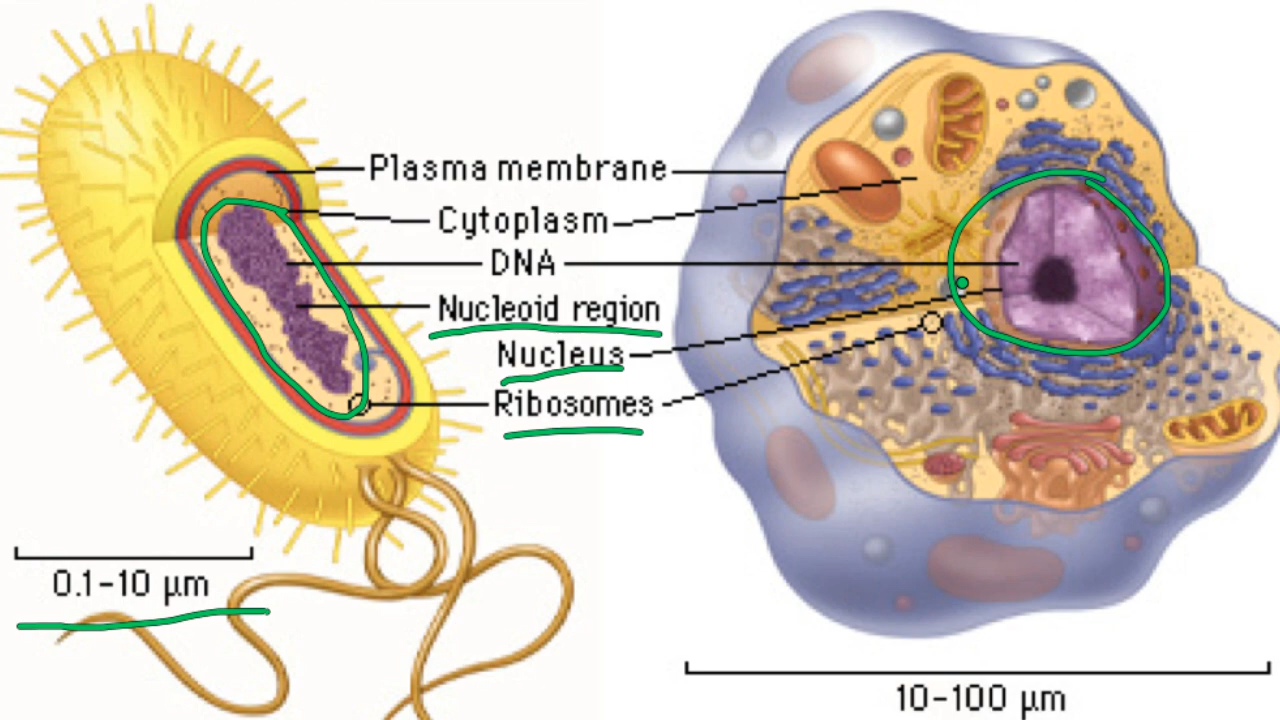 Plasma membrane
Cytoplasm
DNA
Nucleoid region
Nucleus
Ribosomes
0.1-10 µm
10-100 µm